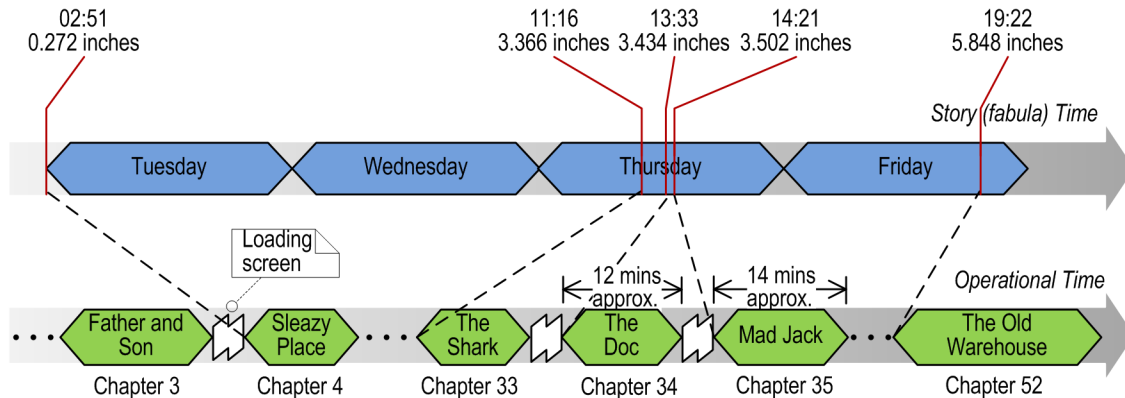 02:51
0.272 inches
11:16
3.366 inches
13:33
3.434 inches
14:21
3.502 inches
19:22
5.848 inches
Story (fabula) Time
Tuesday
Wednesday
Thursday
Friday
Loading
screen
12 mins
approx.
14 mins
approx.
Operational Time
Father and
Son
Sleazy
Place
The
Shark
The
Doc
Mad Jack
The Old
Warehouse
Chapter 3
Chapter 4
Chapter 33
Chapter 34
Chapter 35
Chapter 52